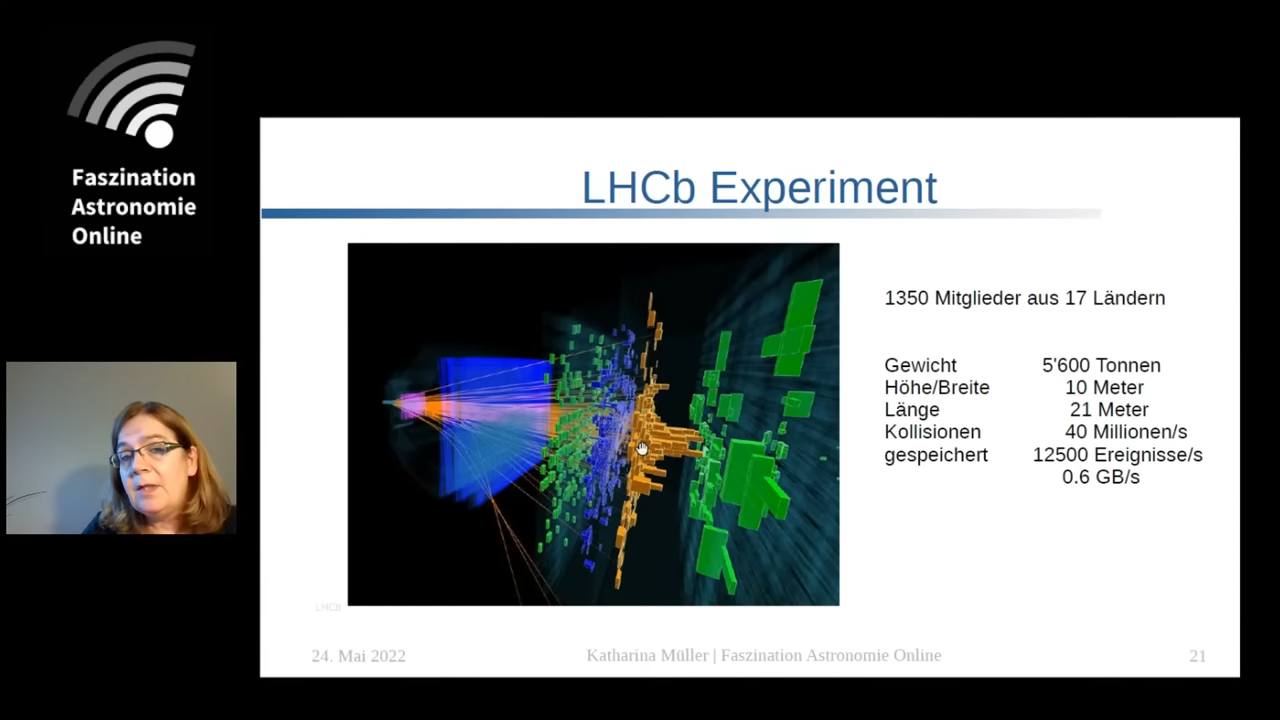 Faszination
Astronomie
Online
LHCb Experiment
1350 Mitglieder aus 17 Ländern
Gewicht 5'600 Tonnen
Höhe/Breite 10 Meter
Länge 21 Meter
Kollisionen 40 Millionen/s
gespeichert 12500 Ereignisse/s
0.6 GB/s
LHCB
24. Mai 2022 Katharina Müller | Faszination Astronomie Online 21